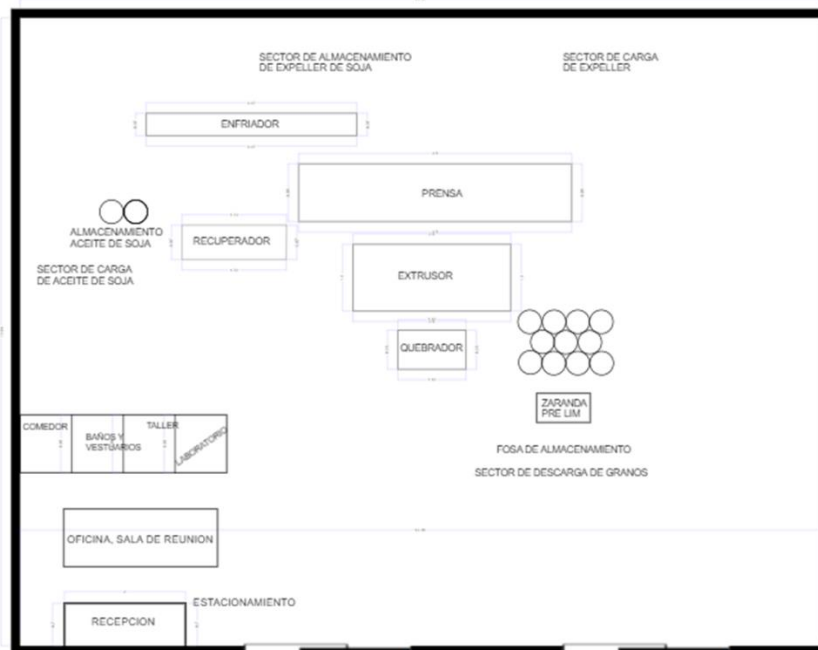 SECTOR DE ALMACENAMIENTO
DE EXPELLER DE SOJA
SECTOR DE CARGA
DE EXPELLER
ENFRIADOR
PRENSA
ALMACENAMIENTO
ACEITE DE SOJA
RECUPERADOR
SECTOR DE CARGA
DE ACEITE DE SOJA
EXTRUSOR
QUEBRADOR
ZARANDA
PRE LIM
COMEDOR
BAÑOS Y
VESTUARIOS
TALLER
LABORATORIO
FOSA DE ALMACENAMIENTO
SECTOR DE DESCARGA DE GRANOS
OFICINA, SALA DE REUNION
ESTACIONAMIENTO
RECEPCION